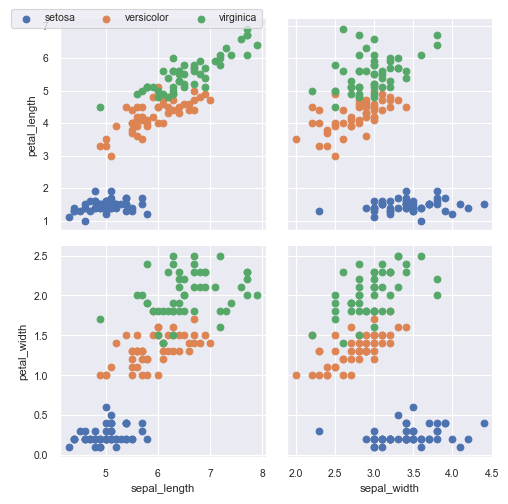 setosa versicolor virginica
7
6
5
4
3
2
1
petal_length
2.5
2.0
1.5
1.0
0.5
0.0
petal_width
5 6 7 8 2.0 2.5 3.0 3.5 4.0 4.5
sepal_length sepal_width